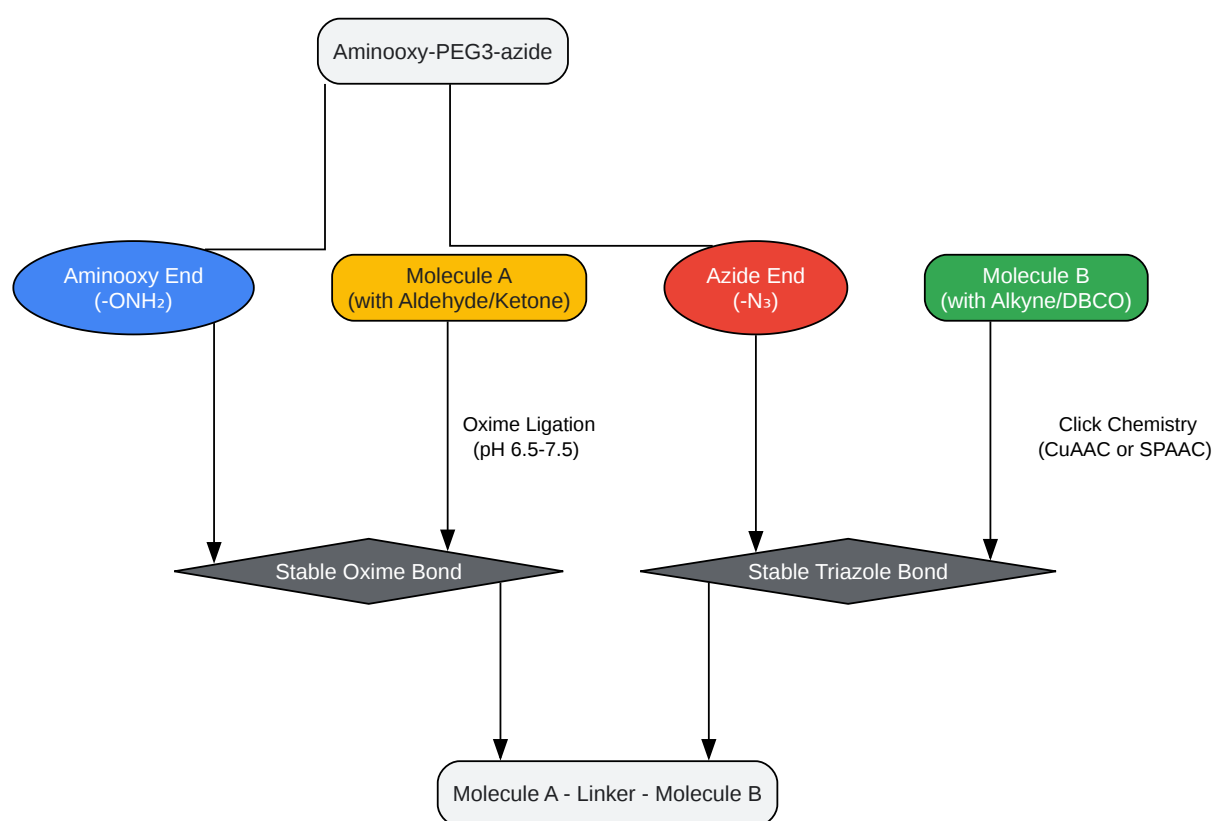 Aminooxy-PEG3-azide
Aminooxy End
(-ONH₂)
Molecule A
(with Aldehyde/Ketone)
Azide End
(-N₃)
Molecule B
(with Alkyne/DBCO)
Oxime Ligation
(pH 6.5-7.5)
Click Chemistry
(CuAAC or SPAAC)
Stable Oxime Bond
Stable Triazole Bond
Molecule A - Linker - Molecule B